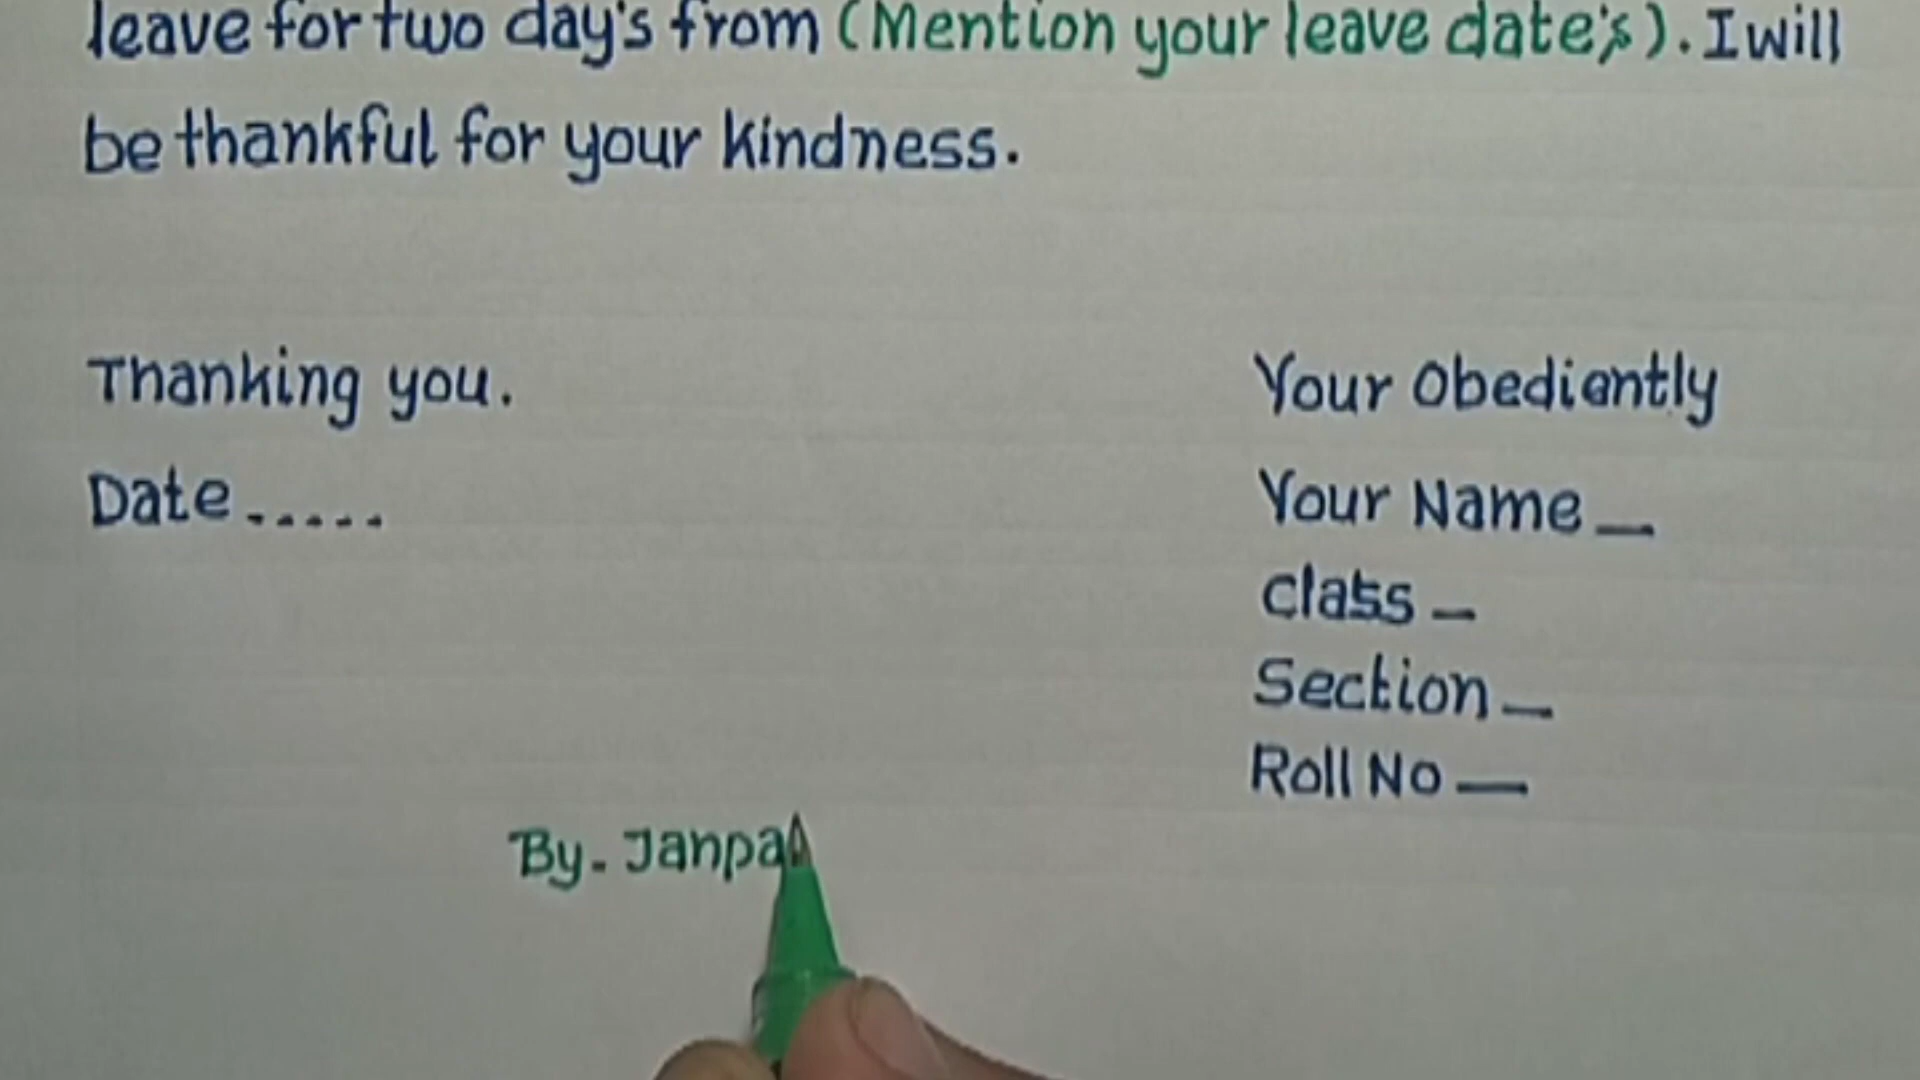 leave for two day's from (Mention your leave date's). I will
be thankful for your kindness.
Thanking you.
Date.....
Your Obediantly
Your Name _
class _
Section _
Roll No _
By. Janpa